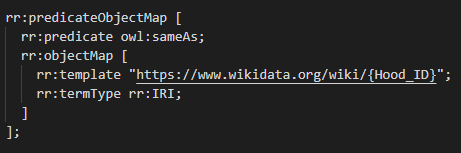 rr:predicateObjectMap [
  rr:predicate owl:sameAs;
  rr:objectMap [
    rr:template "https://www.wikidata.org/wiki/{Hood_ID}";
    rr:termType rr:IRI;
  ]
];